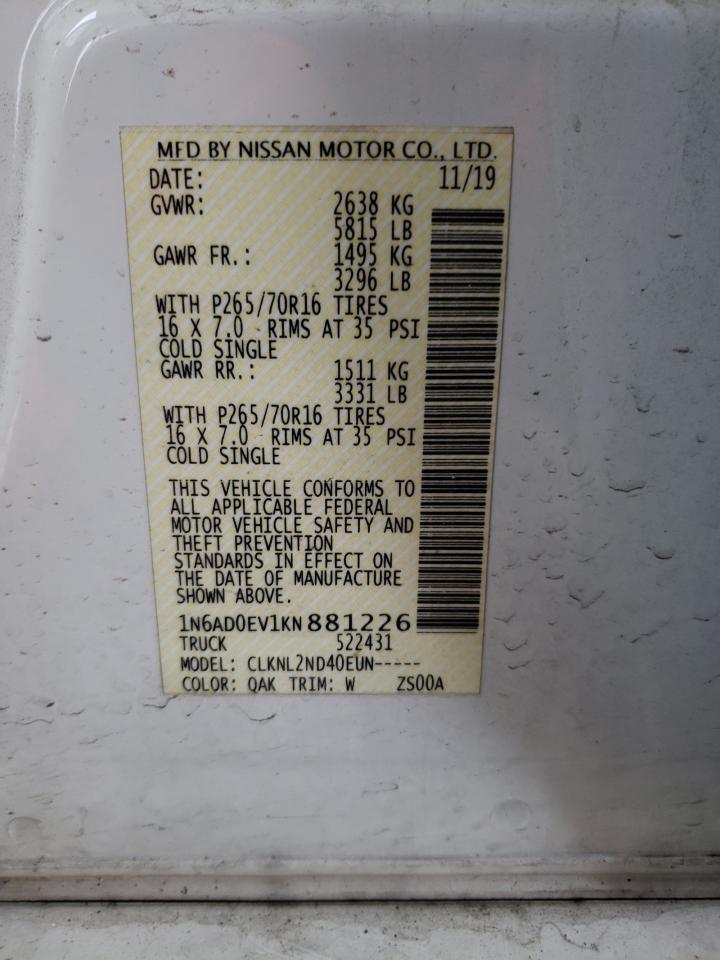 MFD BY NISSAN MOTOR CO., LTD.
DATE: 11/19
GVWR: 2638 KG
5815 LB
GAWR FR.: 1495 KG
3296 LB
WITH P265/70R16 TIRES
16 X 7.0 RIMS AT 35 PSI
COLD SINGLE
GAWR RR.: 1511 KG
3331 LB
WITH P265/70R16 TIRES
16 X 7.0 RIMS AT 35 PSI
COLD SINGLE
THIS VEHICLE CONFORMS TO
ALL APPLICABLE FEDERAL
MOTOR VEHICLE SAFETY AND
THEFT PREVENTION
STANDARDS IN EFFECT ON
THE DATE OF MANUFACTURE
SHOWN ABOVE.
1N6AD0EV1KN881226
TRUCK 522431
MODEL: CLKNL2ND40EUN-----
COLOR: QAK TRIM: W ZS00A